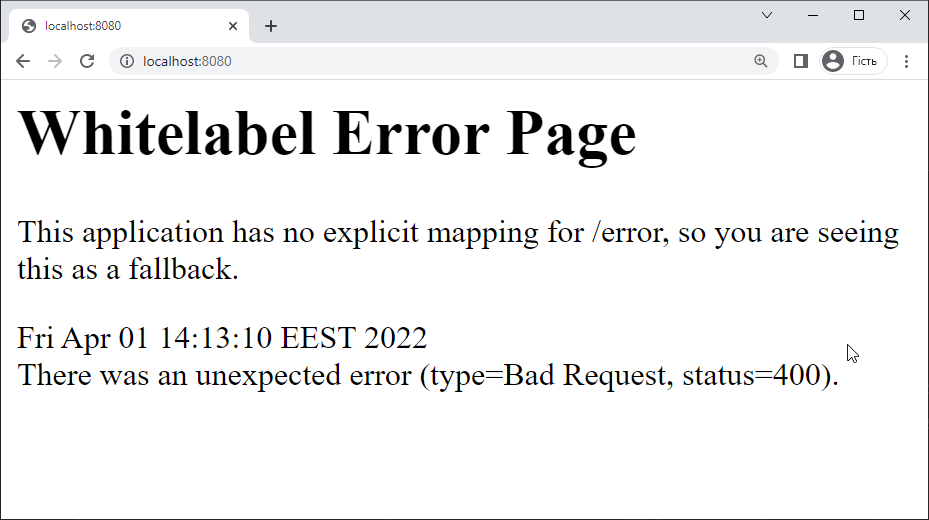 localhost:8080
localhost:8080
Гість
Whitelabel Error Page
This application has no explicit mapping for /error, so you are seeing
this as a fallback.
Fri Apr 01 14:13:10 EEST 2022
There was an unexpected error (type=Bad Request, status=400).